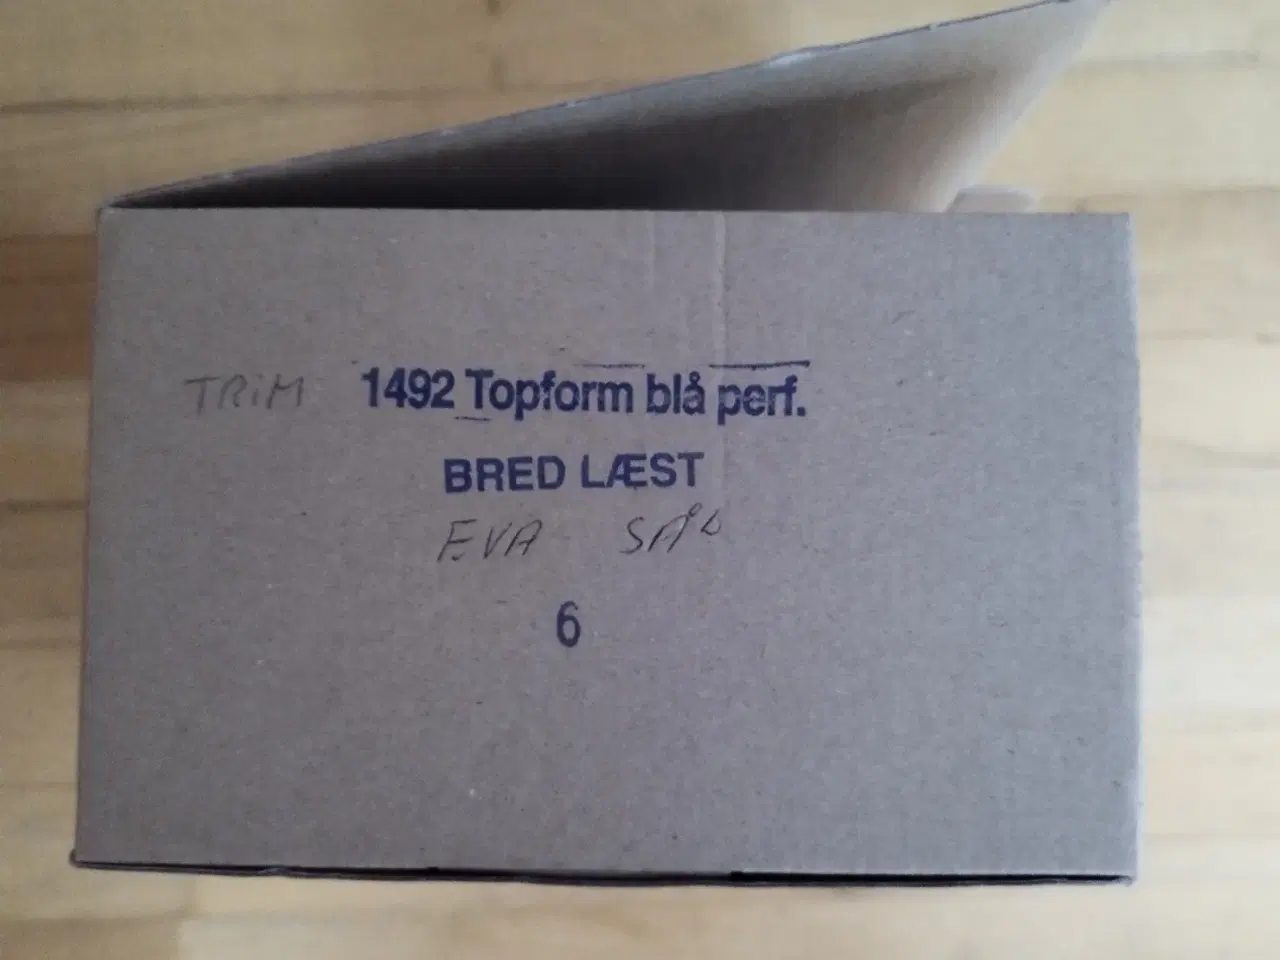 TRiM 1492 Topform blå perf.
BRED LÆST
EVA SÅL
6